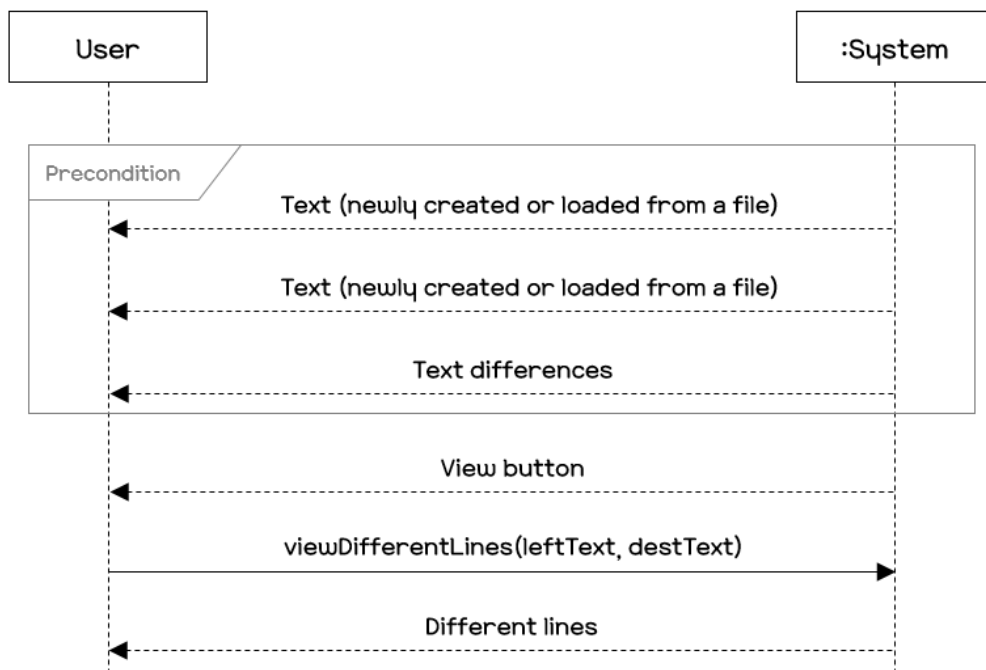 User
:System
Precondition
Text (newly created or loaded from a file)
Text (newly created or loaded from a file)
Text differences
View button
viewDifferentLines(leftText, destText)
Different lines